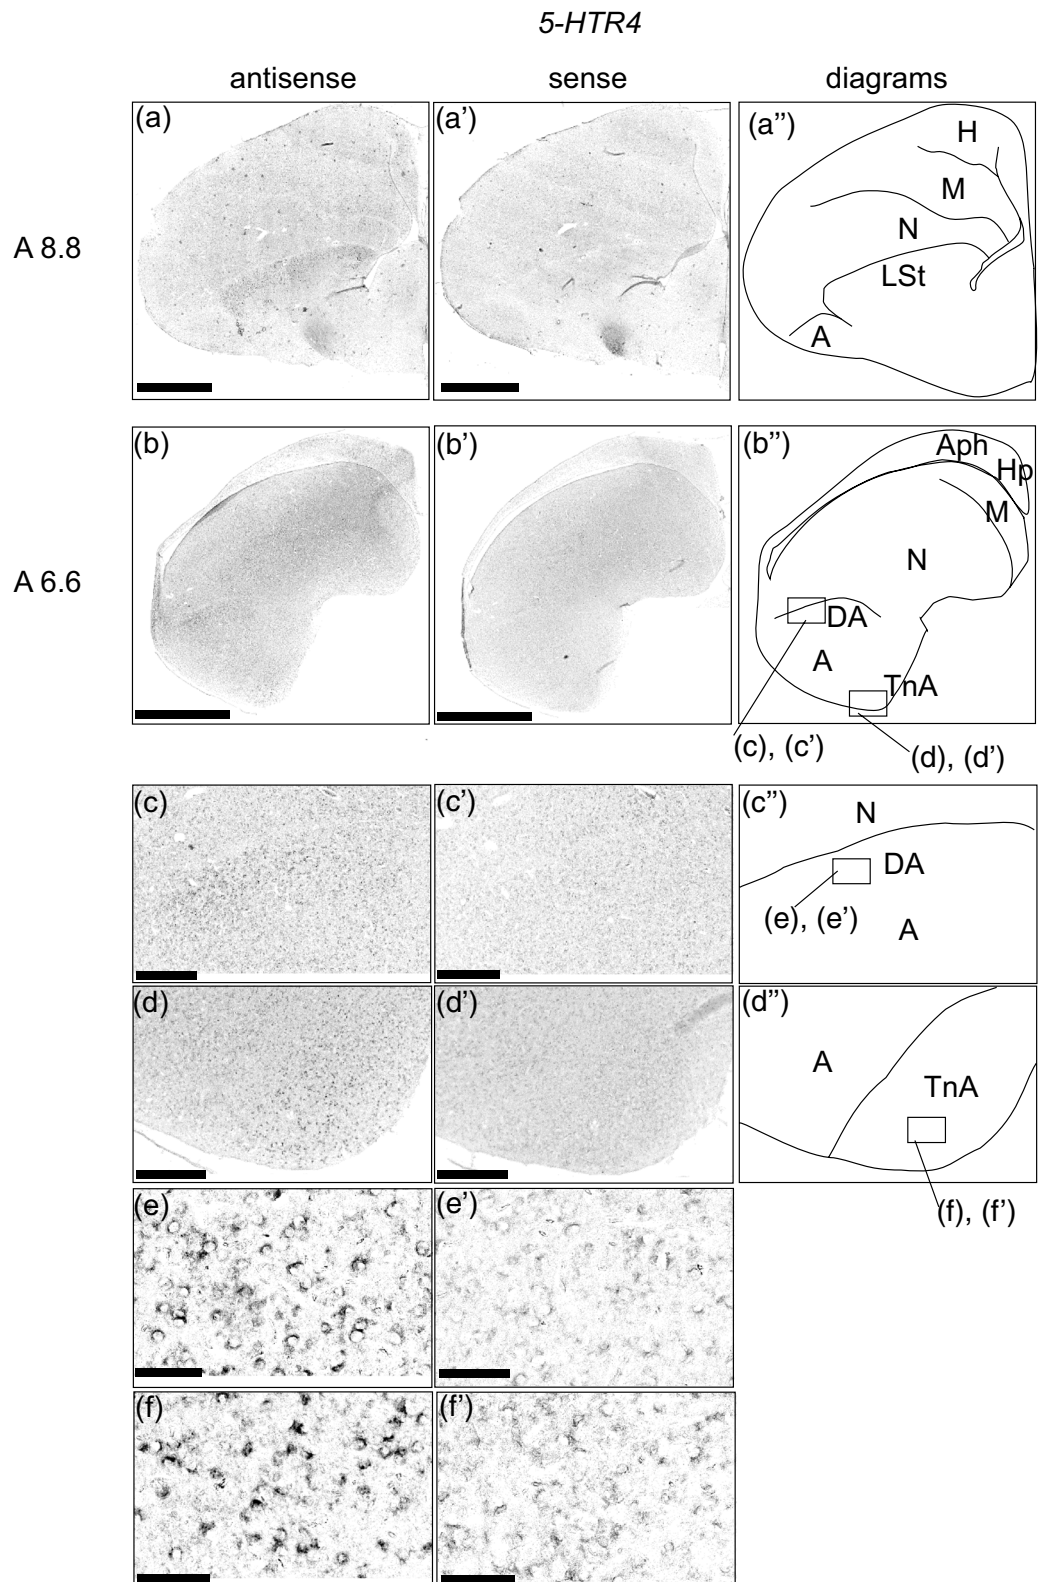 5-HTR4
antisense sense diagrams
A 8.8
(a) (a’) (a’’)
H
M
N
LSt
A
A 6.6
(b) (b’) (b’’)
Aph
Hp
M
N
DA
A
TnA
(c), (c’)
(d), (d’)
(c) (c’) (c’’)
N
DA
(e), (e’)
A
(d) (d’) (d’’)
A
TnA
(f), (f’)
(e) (e’)
(f) (f’)